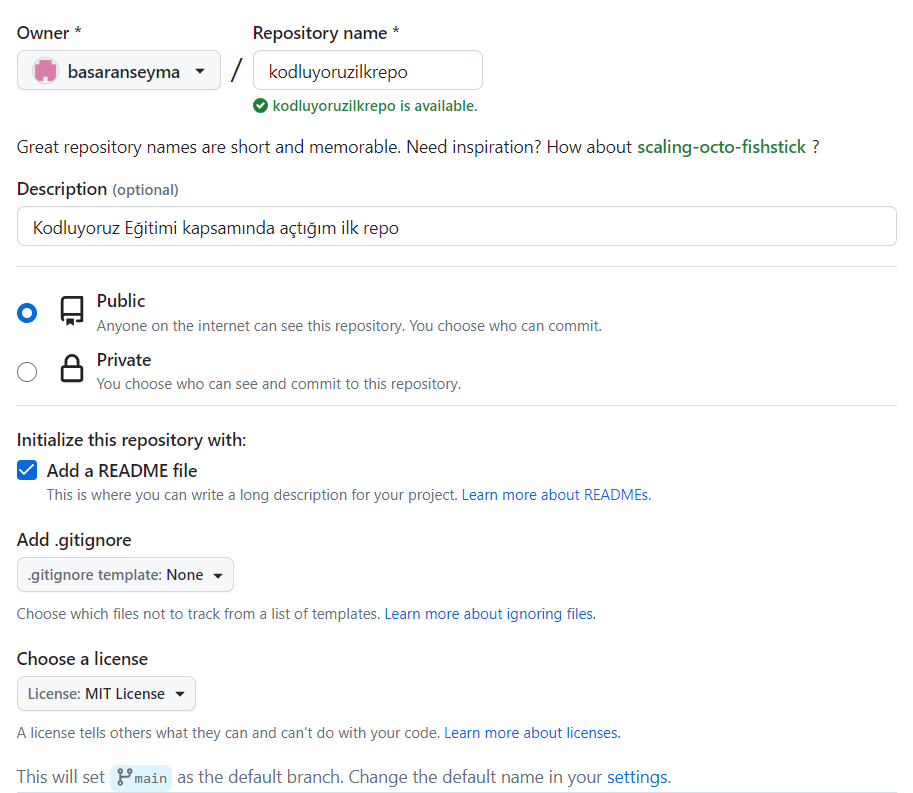 Owner * Repository name *
basaranseyma / kodluyoruzilkrepo
kodluyoruzilkrepo is available.
Great repository names are short and memorable. Need inspiration? How about scaling-octo-fishstick ?
Description (optional)
Kodluyoruz Eğitimi kapsamında açtığım ilk repo
Public
Anyone on the internet can see this repository. You choose who can commit.
Private
You choose who can see and commit to this repository.
Initialize this repository with:
Add a README file
This is where you can write a long description for your project. Learn more about READMEs.
Add .gitignore
.gitignore template: None
Choose which files not to track from a list of templates. Learn more about ignoring files.
Choose a license
License: MIT License
A license tells others what they can and can't do with your code. Learn more about licenses.
This will set main as the default branch. Change the default name in your settings.